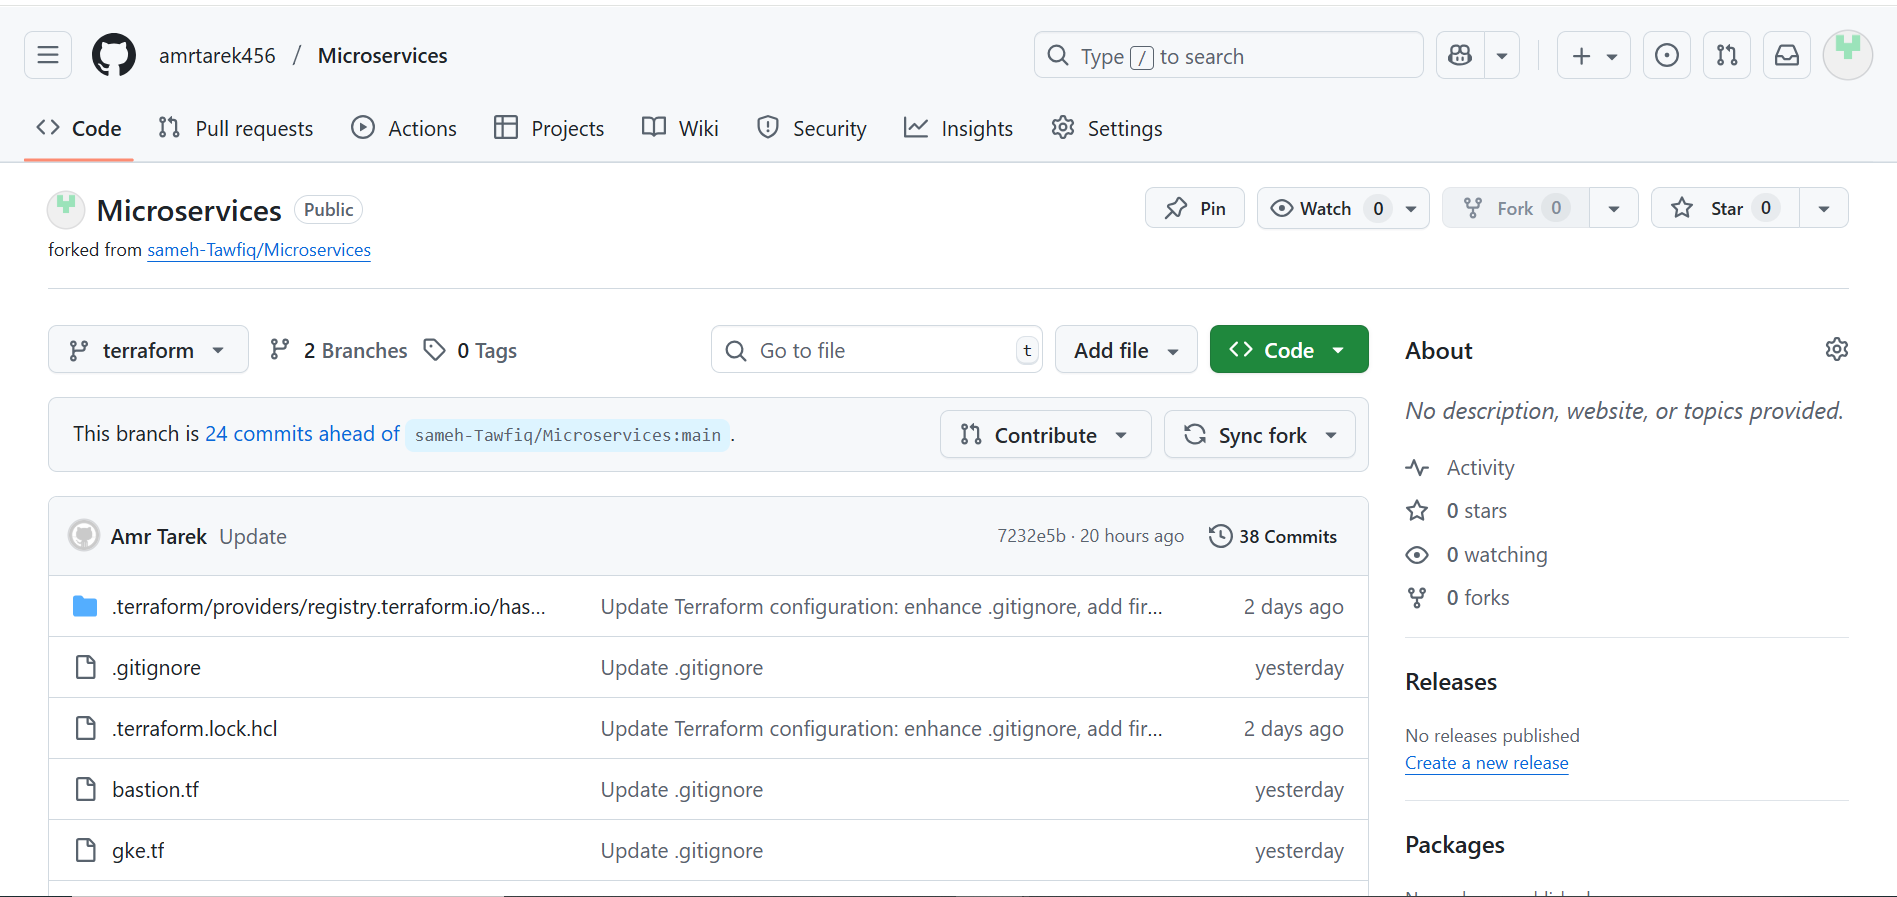 amrtarek456 / Microservices
Type / to search
Code Pull requests Actions Projects Wiki Security Insights Settings
Microservices Public
Pin Watch 0 Fork 0 Star 0
forked from sameh-Tawfiq/Microservices
terraform 2 Branches 0 Tags Go to file t Add file Code
This branch is 24 commits ahead of sameh-Tawfiq/Microservices:main .
Contribute Sync fork
Amr Tarek Update 7232e5b · 20 hours ago 38 Commits
.terraform/providers/registry.terraform.io/has... Update Terraform configuration: enhance .gitignore, add fir... 2 days ago
.gitignore Update .gitignore yesterday
.terraform.lock.hcl Update Terraform configuration: enhance .gitignore, add fir... 2 days ago
bastion.tf Update .gitignore yesterday
gke.tf Update .gitignore yesterday
About
No description, website, or topics provided.
Activity
0 stars
0 watching
0 forks
Releases
No releases published
Create a new release
Packages